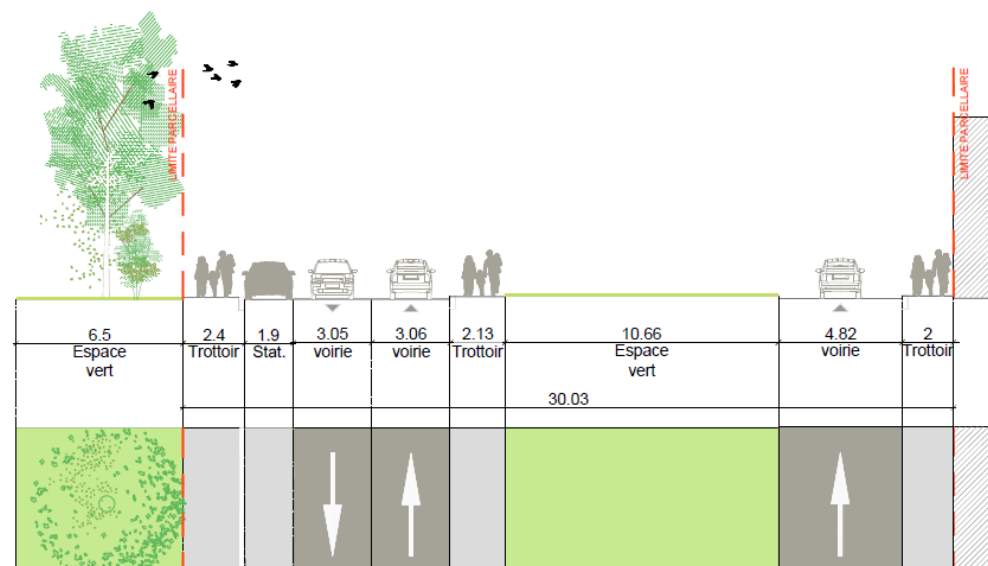 LIMITE PARCELLAIRE
LIMITE PARCELLAIRE
6.5 2.4 1.9 3.05 3.06 2.13 10.66 4.82 2
Espace Trottoir Stat. voirie voirie Trottoir Espace voirie Trottoir
vert vert
30.03